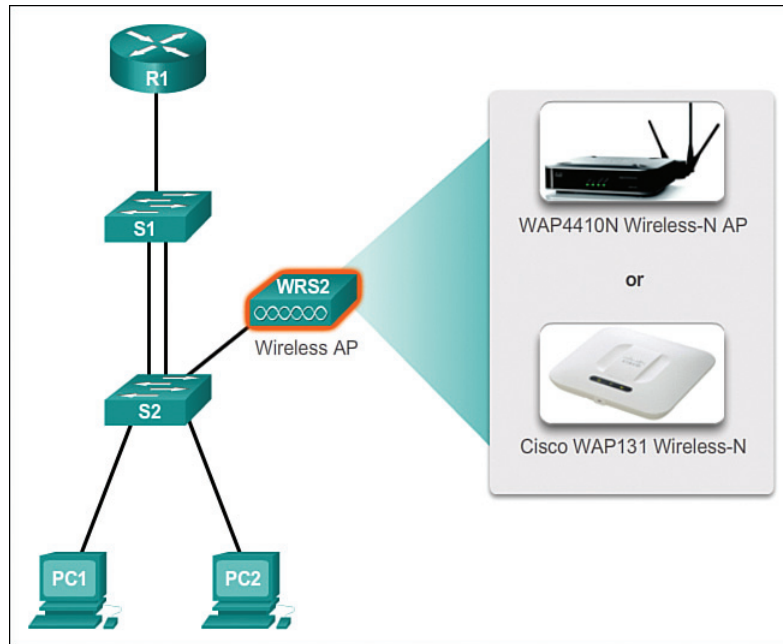 R1
S1
WRS2
Wireless AP
S2
PC1
PC2
WAP4410N Wireless-N AP
or
Cisco WAP131 Wireless-N